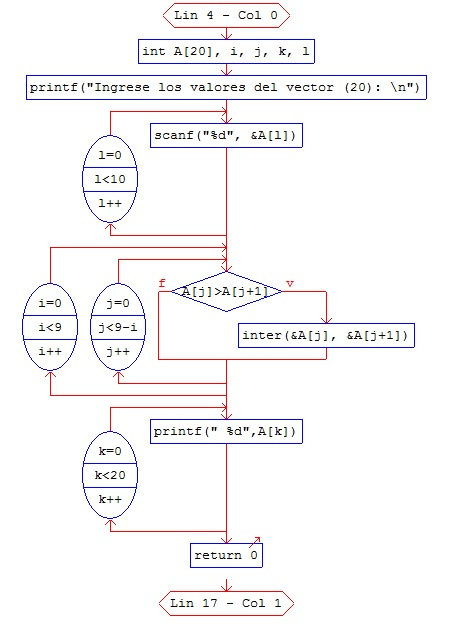 Lin 4 - Col 0
int A[20], i, j, k, l
printf("Ingrese los valores del vector (20): \n")
scanf("%d", &A[l])
l=0
l<10
l++
f
A[j]>A[j+1]
v
i=0
i<9
i++
j=0
j<9-i
j++
inter(&A[j], &A[j+1])
printf(" %d",A[k])
k=0
k<20
k++
return 0
Lin 17 - Col 1